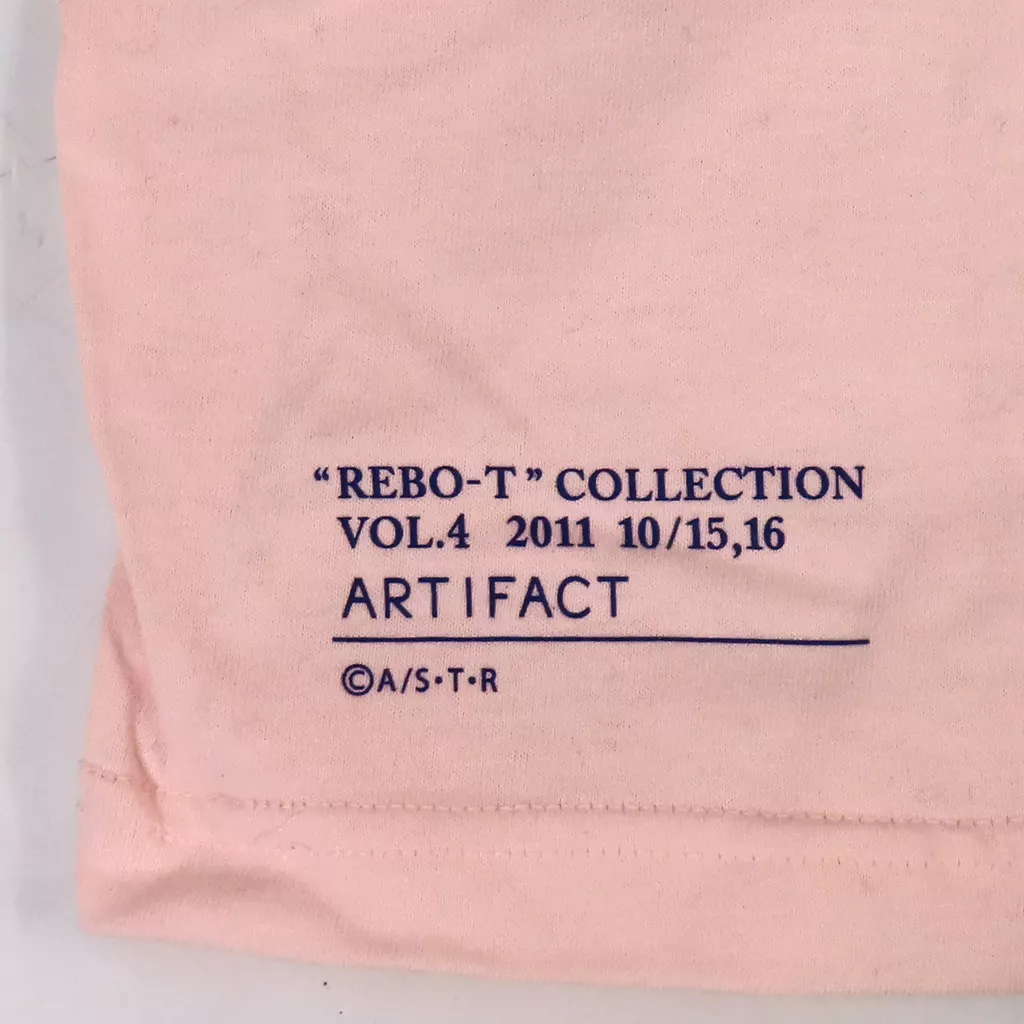 “REBO-T” COLLECTION
VOL.4 2011 10/15,16
ARTIFACT
©A/S・T・R